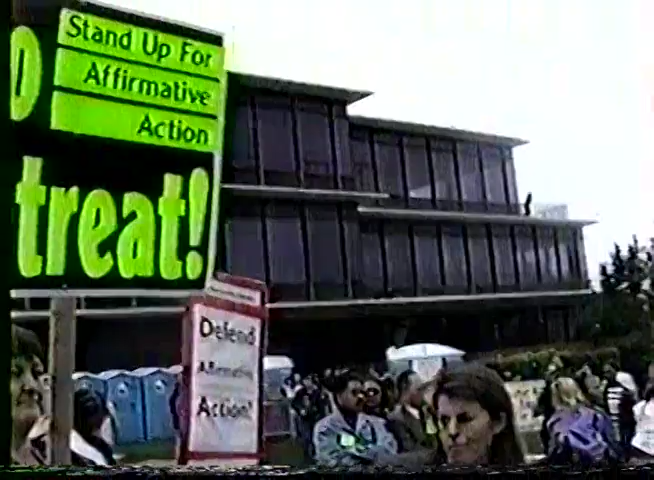 Stand Up For
Affirmative
Action
treat!
Defend
Affirmative
Action!